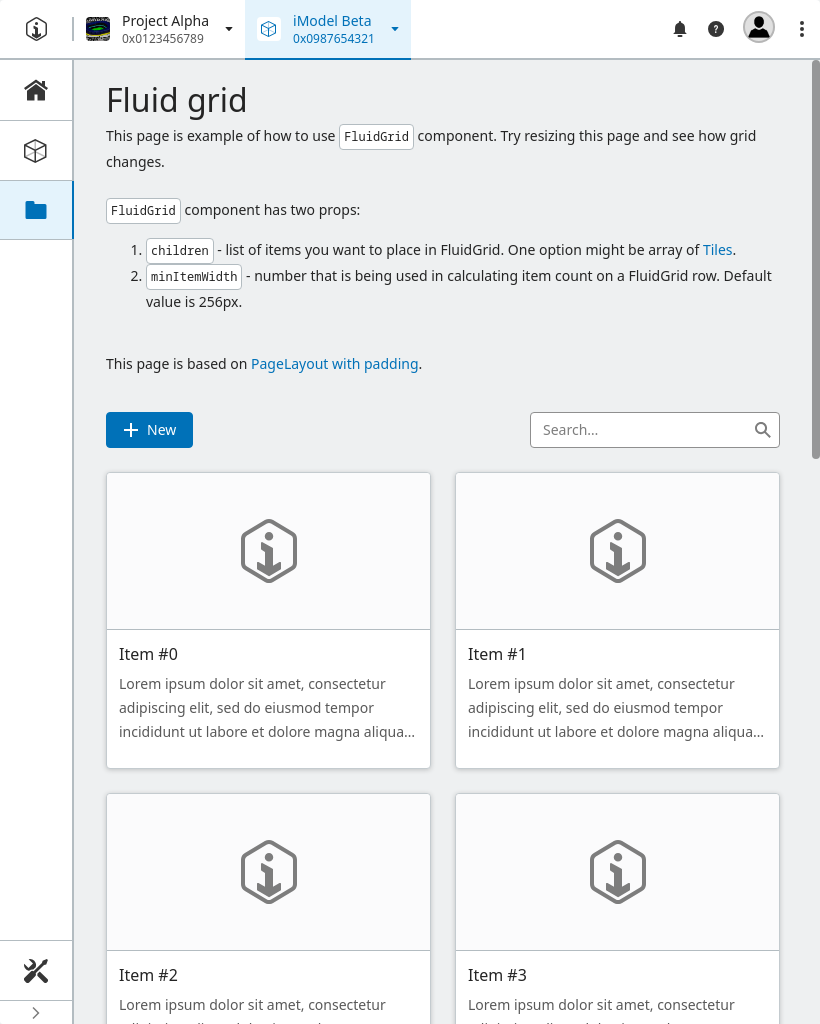 Project Alpha
0x0123456789
iModel Beta
0x0987654321
Fluid grid
This page is example of how to use FluidGrid component. Try resizing this page and see how grid
changes.
FluidGrid component has two props:
1. children - list of items you want to place in FluidGrid. One option might be array of Tiles.
2. minItemWidth - number that is being used in calculating item count on a FluidGrid row. Default
value is 256px.
This page is based on PageLayout with padding.
New
Search...
Item #0
Lorem ipsum dolor sit amet, consectetur
adipiscing elit, sed do eiusmod tempor
incididunt ut labore et dolore magna aliqua...
Item #1
Lorem ipsum dolor sit amet, consectetur
adipiscing elit, sed do eiusmod tempor
incididunt ut labore et dolore magna aliqua...
Item #2
Lorem ipsum dolor sit amet, consectetur
Item #3
Lorem ipsum dolor sit amet, consectetur